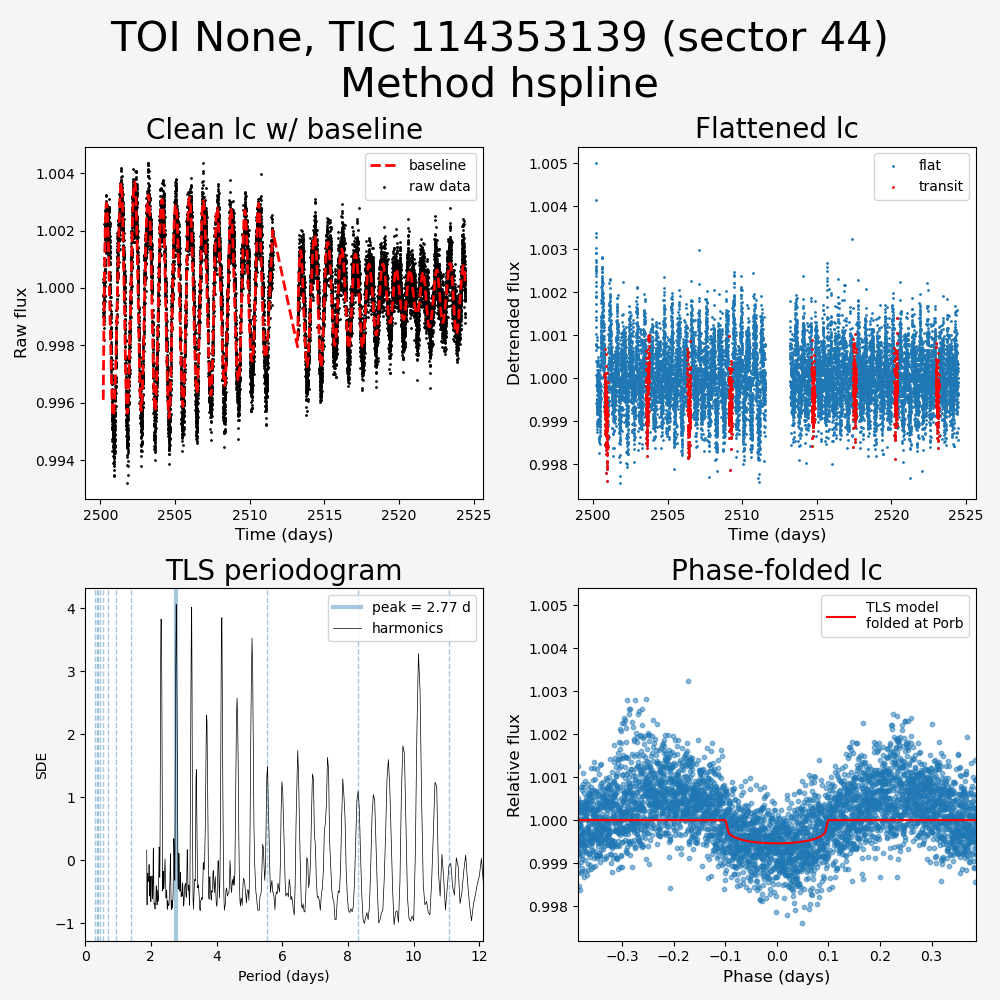 TOI None, TIC 114353139 (sector 44)
Method hspline
Clean lc w/ baseline
baseline
raw data
Raw flux
1.004
1.002
1.000
0.998
0.996
0.994
2500
2505
2510
2515
2520
2525
Time (days)
Flattened lc
flat
transit
Detrended flux
1.005
1.004
1.003
1.002
1.001
1.000
0.999
0.998
2500
2505
2510
2515
2520
2525
Time (days)
TLS periodogram
peak = 2.77 d
harmonics
SDE
4
3
2
1
0
−1
0
2
4
6
8
10
12
Period (days)
Phase-folded lc
TLS model
folded at Porb
Relative flux
1.005
1.004
1.003
1.002
1.001
1.000
0.999
0.998
−0.3
−0.2
−0.1
0.0
0.1
0.2
0.3
Phase (days)